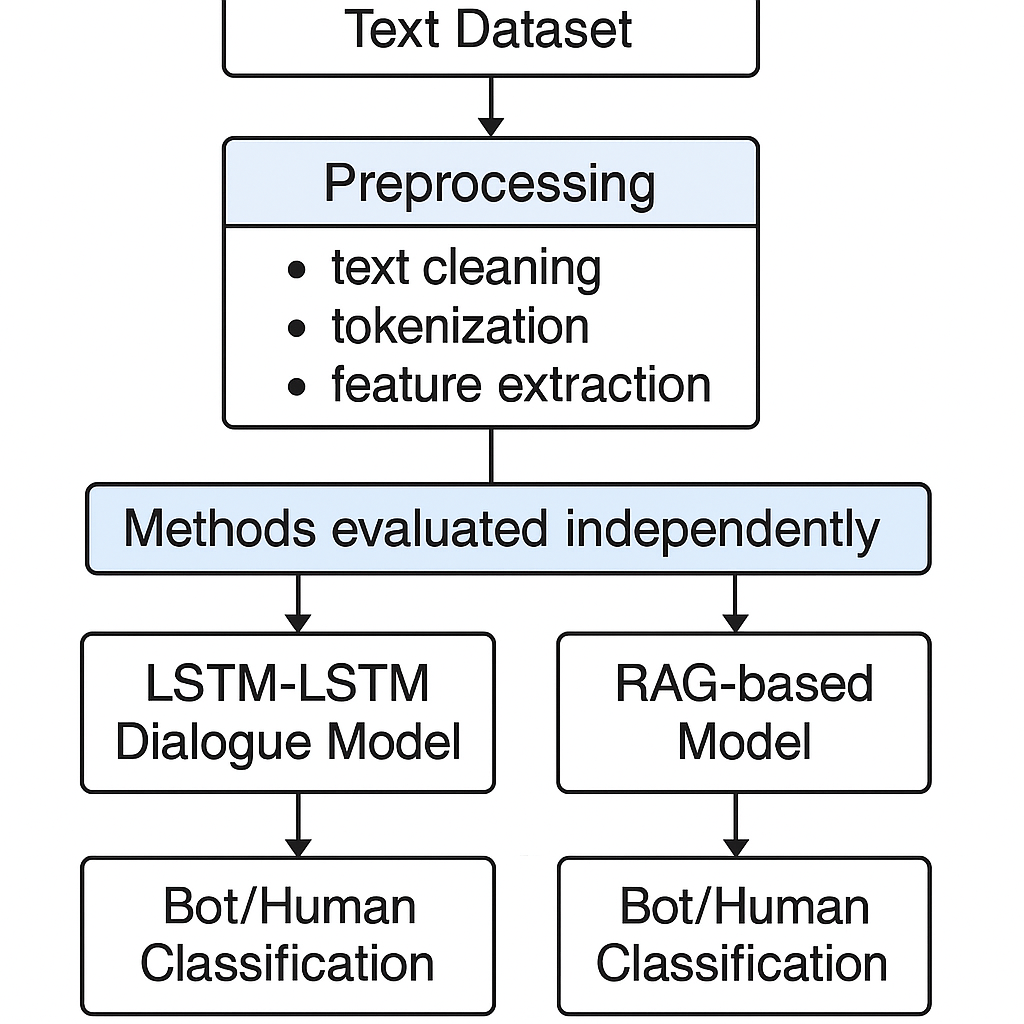 Text Dataset
Preprocessing
• text cleaning
• tokenization
• feature extraction
Methods evaluated independently
LSTM-LSTM
Dialogue Model
RAG-based
Model
Bot/Human
Classification
Bot/Human
Classification